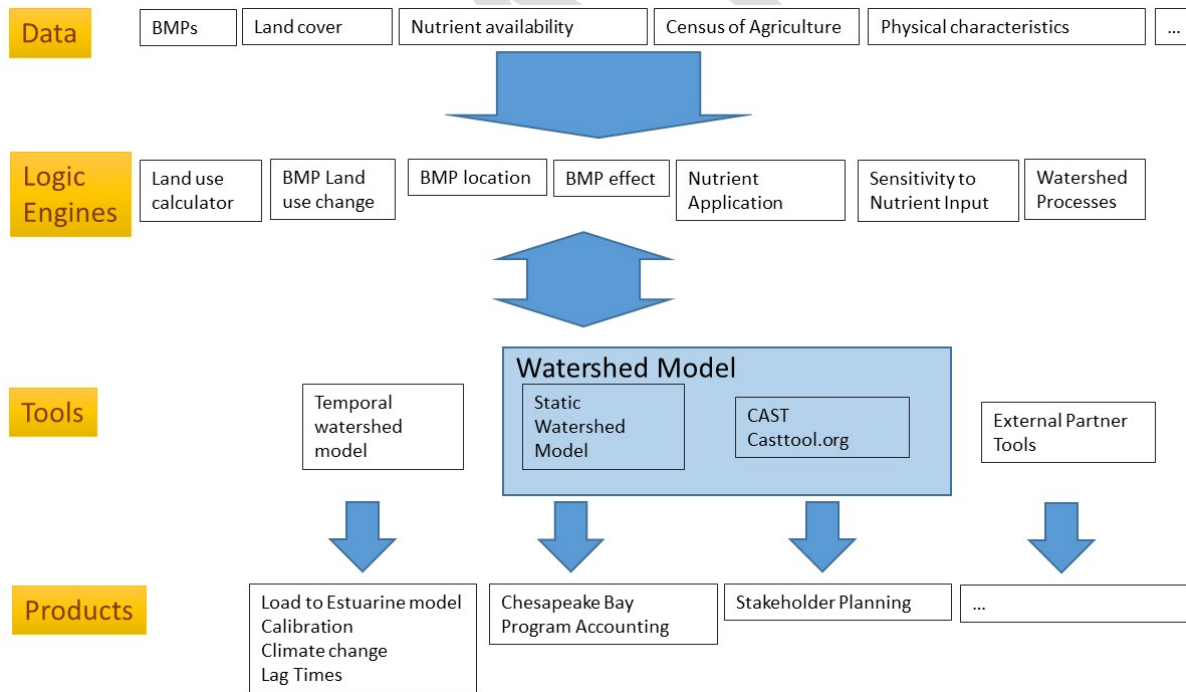 Data
BMPs
Land cover
Nutrient availability
Census of Agriculture
Physical characteristics
...
Logic
Engines
Land use
calculator
BMP Land
use change
BMP location
BMP effect
Nutrient
Application
Sensitivity to
Nutrient Input
Watershed
Processes
Tools
Temporal
watershed
model
Watershed Model
Static
Watershed
Model
CAST
Casttool.org
External Partner
Tools
Products
Load to Estuarine model
Calibration
Climate change
Lag Times
Chesapeake Bay
Program Accounting
Stakeholder Planning
...